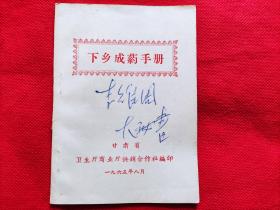 下乡成药手册
甘肃省
卫生厅商业厅供销合作社编印
一九六五年八月